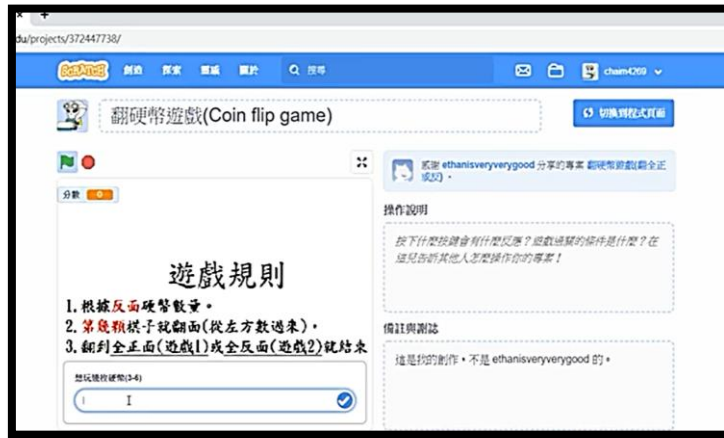 du/projects/372447738/
SCRATCH 創造 探索 靈感 關於 搜尋 chem4269
翻硬幣遊戲(Coin flip game)
切換到程式頁面
感謝 ethanisveryverygood 分享的專案 翻硬幣遊戲(翻全正或反)。
分數 0
操作說明
按下什麼按鍵會有什麼反應？遊戲過關的條件是什麼？在這兒告訴其他人怎麼操作你的專案！
遊戲規則
1. 根據反面硬幣數量。
2. 第幾顆棋子就翻面(從左方數過來)。
3. 翻到全正面(遊戲1)或全反面(遊戲2)就結束
備註與謝誌
這是我的創作，不是 ethanisveryverygood 的。
想玩幾枚硬幣(3-6)